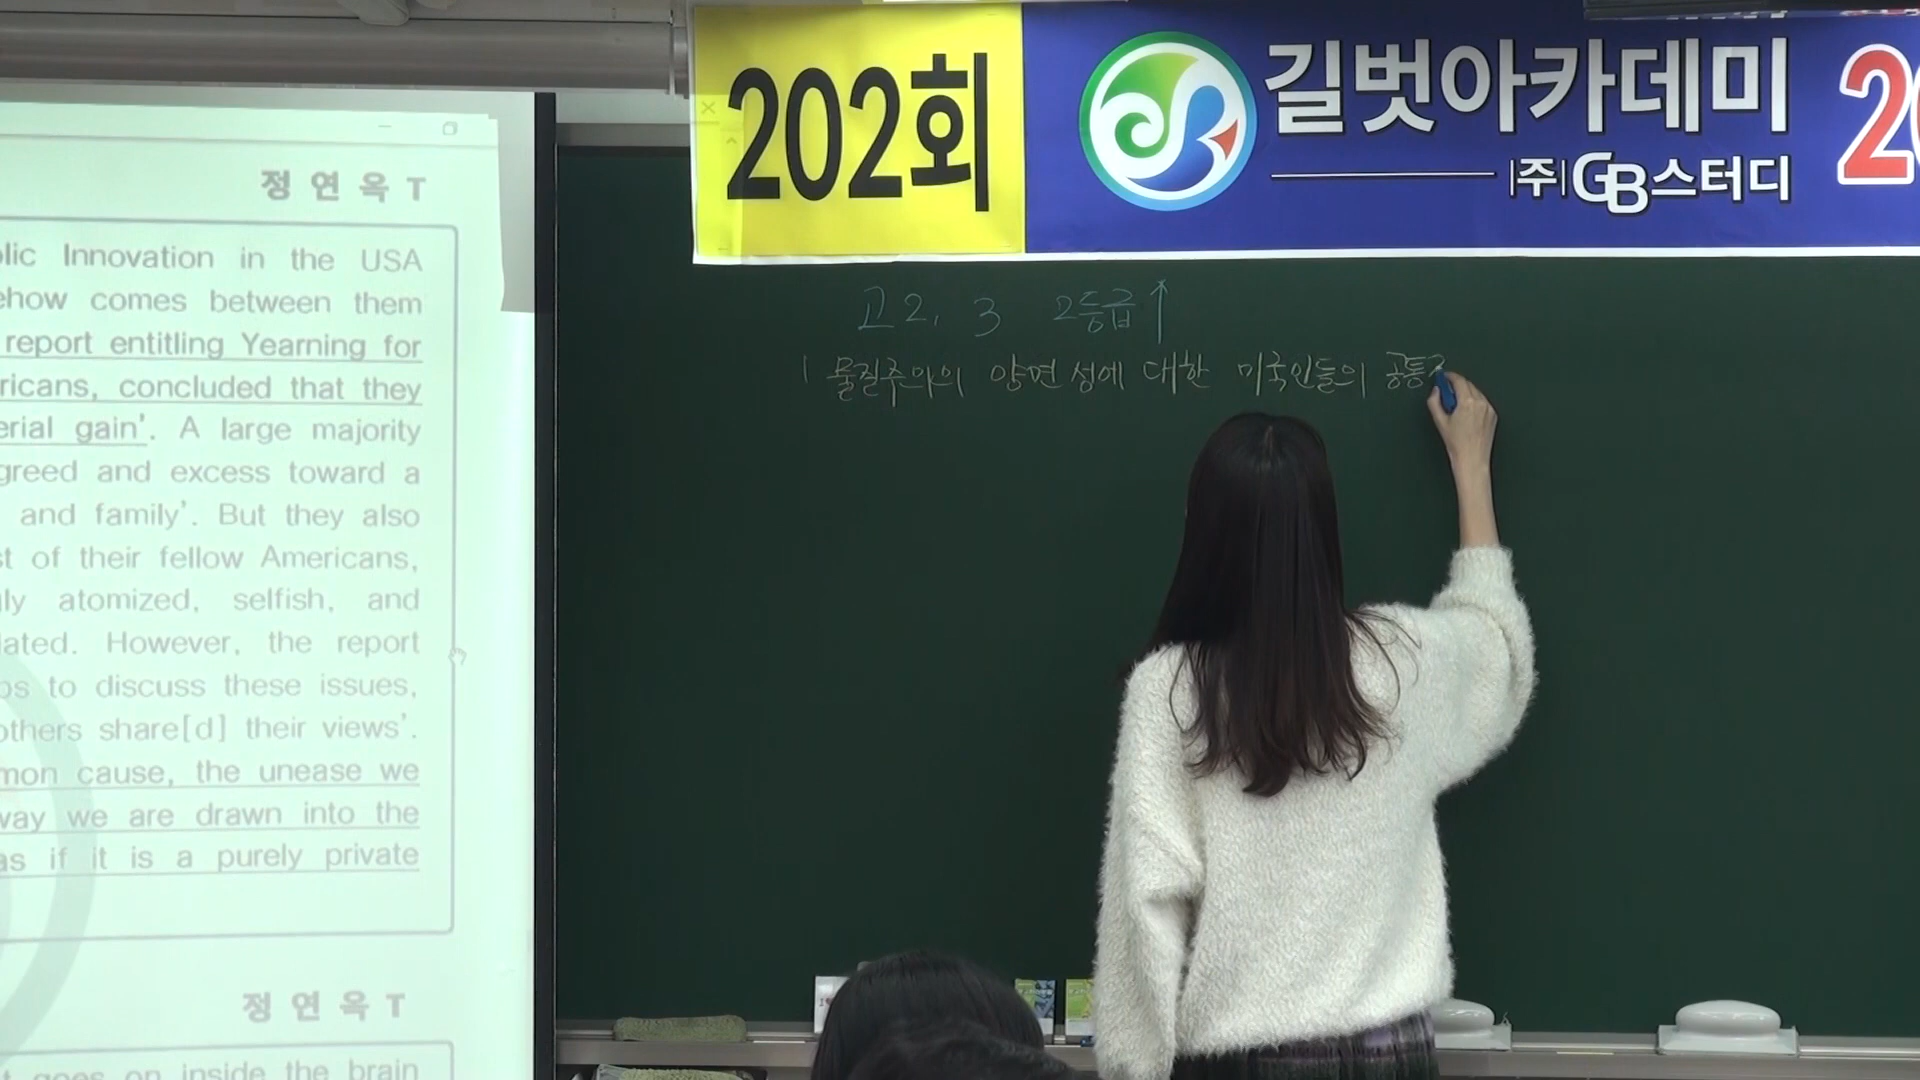 정 연 옥 T
olic Innovation in the USA
ehow comes between them
report entitling Yearning for
ricans, concluded that they
erial gain'. A large majority
greed and excess toward a
and family'. But they also
st of their fellow Americans,
gly atomized, selfish, and
lated. However, the report
ps to discuss these issues,
others share[d] their views'.
mon cause, the unease we
way we are drawn into the
as if it is a purely private
정 연 옥 T
t goes on inside the brain
202회
길벗아카데미
(주)GB스터디
고2, 3 2등급↑
1 물질주의의 양면성에 대한 미국인들의 공통